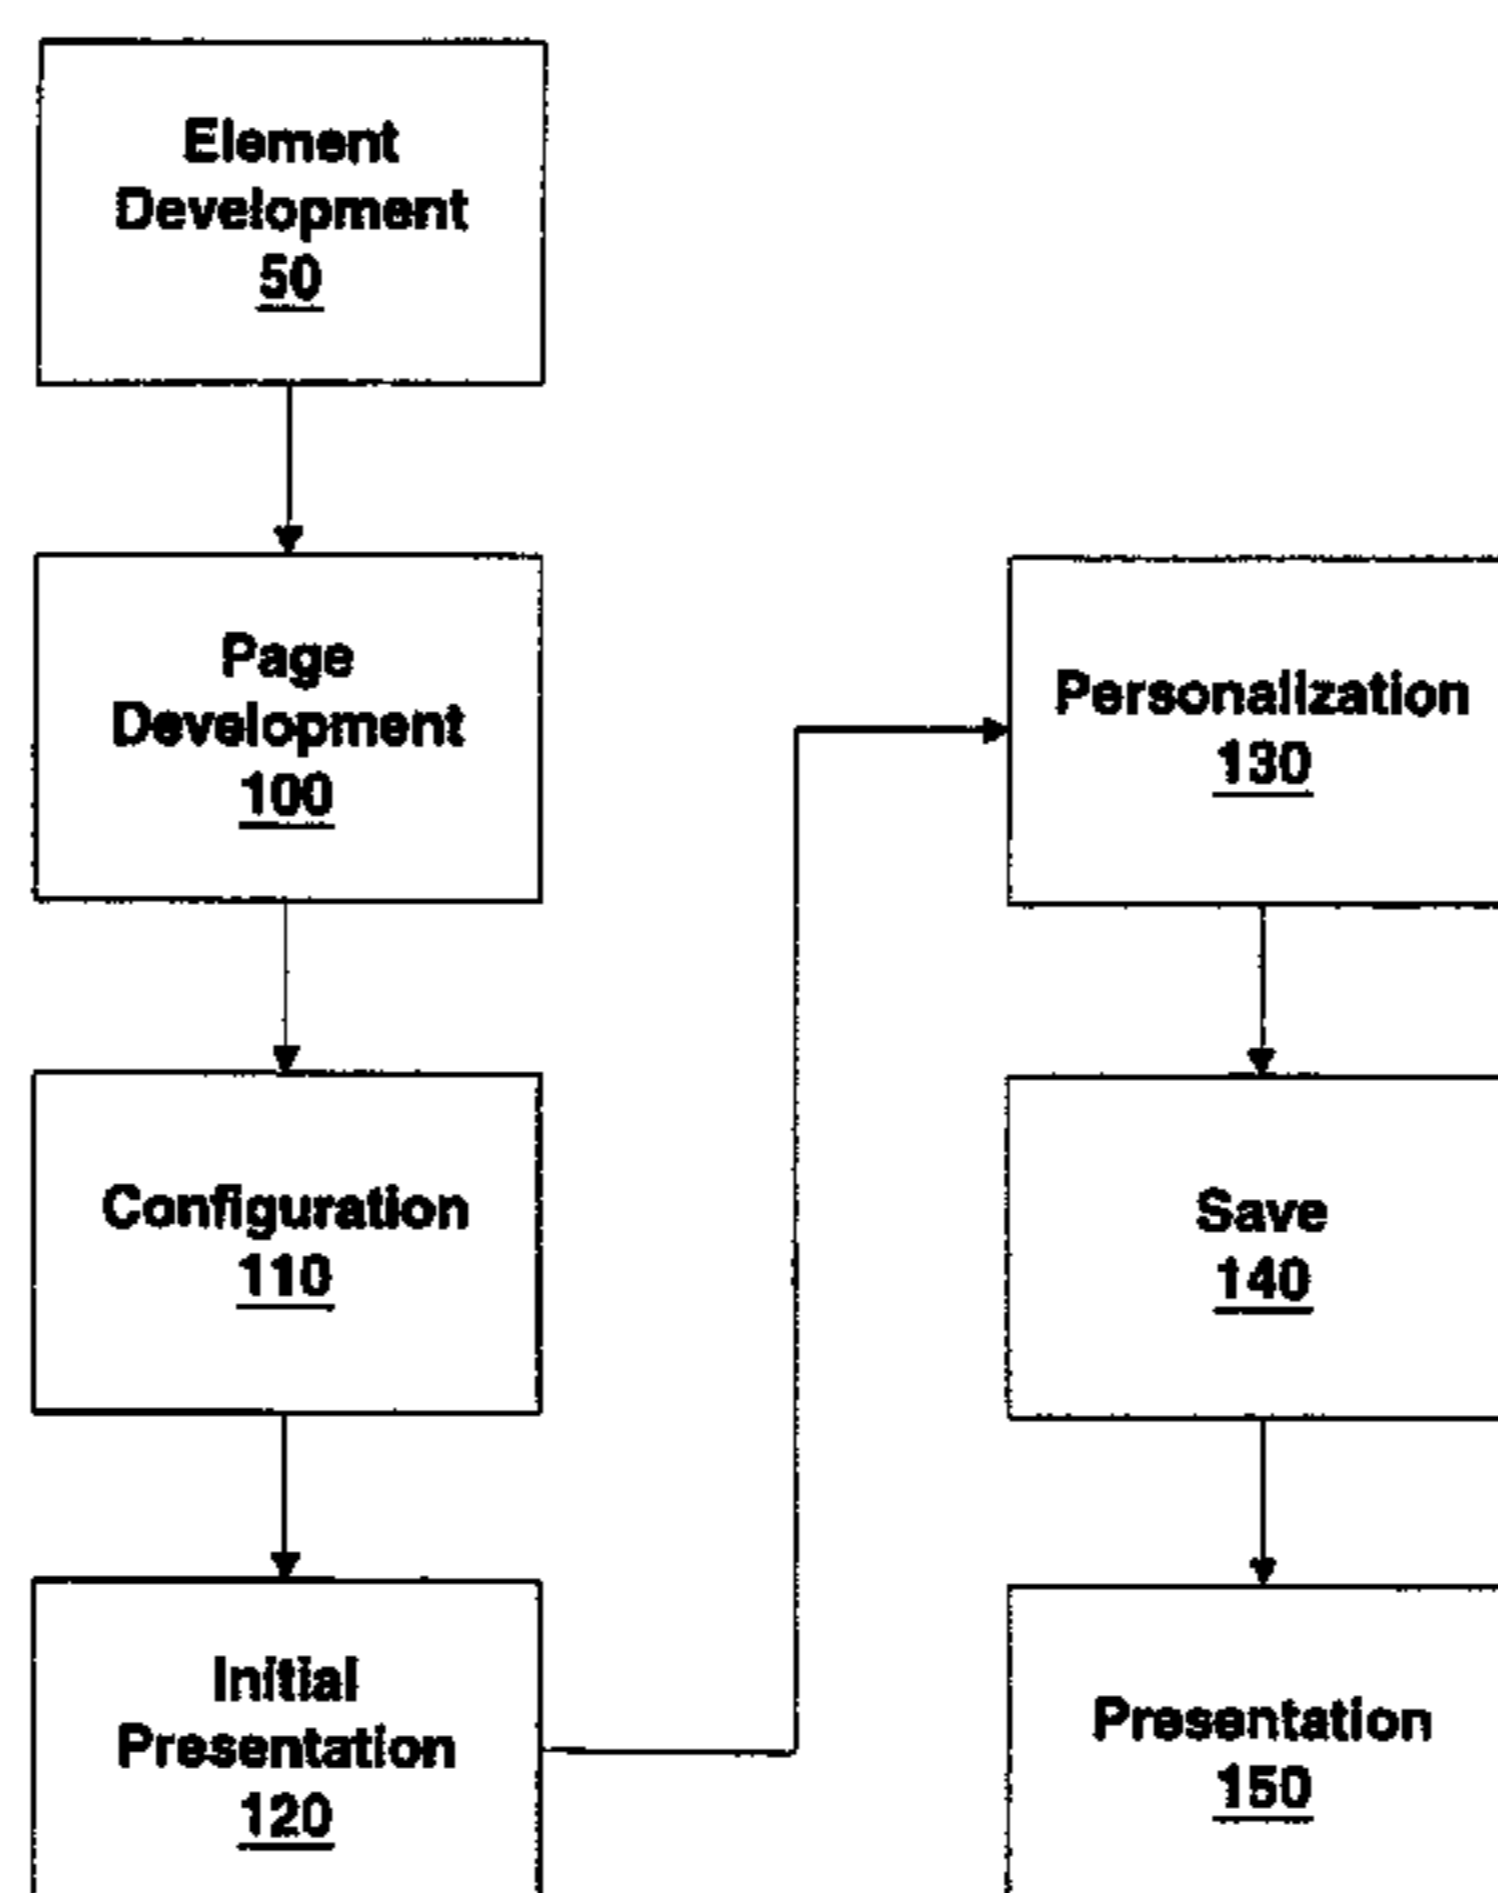 Element
Development
50
Page
Development
100
Configuration
110
Initial
Presentation
120
Personalization
130
Save
140
Presentation
150